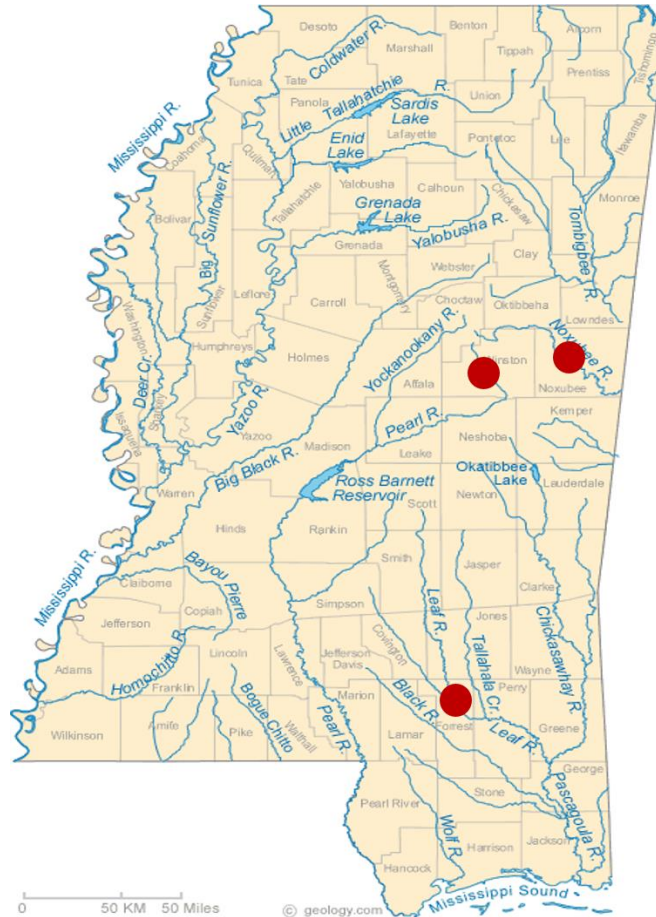 Desoto
Coldwater R.
Marshall
Benton
Tippah
Alcorn
Tishomingo
Prentiss
Tunica
Tate
Panola
Little Tallahatchie R.
Sardis
Lake
Union
Lafayette
Pontotoc
Lee
Itawamba
Mississippi R.
Coahoma
Quitman
Enid
Lake
Tallahatchie
Yalobusha
Calhoun
Chickasaw
Monroe
Bolivar
Big Sunflower R.
Grenada
Lake
Grenada
Yalobusha R.
Tombigbee R.
Clay
Webster
Montgomery
Leflore
Sunflower
Carroll
Choctaw
Oktibbeha
Lowndes
Washington
Humphreys
Holmes
Yockanookany R.
Winston
Noxubee R.
Noxubee
Deer Cr.
Affala
Sharkey
Issaquena
Yazoo R.
Yazoo
Pearl R.
Kemper
Neshoba
Madison
Leake
Big Black R.
Okatibbee
Lake
Lauderdale
Warren
Ross Barnett
Reservoir
Newton
Scott
Hinds
Rankin
Mississippi R.
Smith
Jasper
Claiborne
Bayou Pierre
Clarke
Copiah
Simpson
Leaf R.
Jefferson
Covington
Jones
Chickasawhay R.
Lincoln
Lawrence
Jefferson
Davis
Tallahala Cr.
Wayne
Adams
Homochitto R.
Franklin
Marion
Perry
Black R.
Wilkinson
Amite
Pike
Bogue Chitto
Walthall
Pearl R.
Lamar
Forrest
Leaf R.
Greene
George
Pearl River
Stone
Pascagoula R.
Wolf R.
Harrison
Jackson
Hancock
Mississippi Sound
0 50 KM 50 Miles
© geology.com